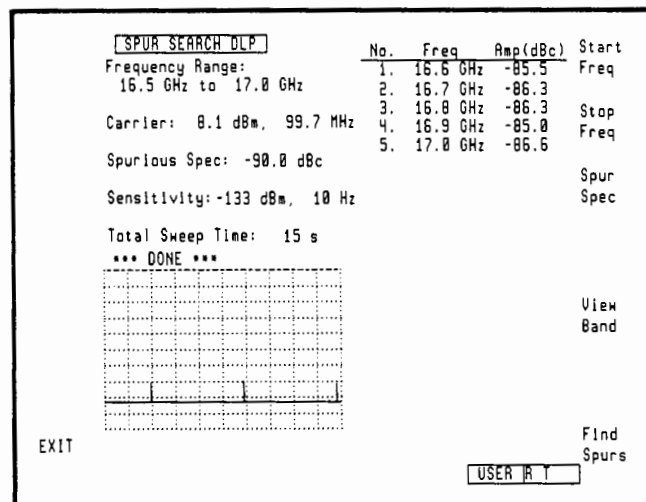 SPUR SEARCH DLP
Frequency Range:
16.5 GHz to 17.0 GHz
Carrier: 8.1 dBm, 99.7 MHz
Spurious Spec: -90.0 dBc
Sensitivity:-133 dBm, 10 Hz
Total Sweep Time: 15 s
*** DONE ***
No. Freq Amp(dBc)
1. 16.6 GHz -85.5
2. 16.7 GHz -86.3
3. 16.8 GHz -86.3
4. 16.9 GHz -85.0
5. 17.0 GHz -86.6
Start
Freq
Stop
Freq
Spur
Spec
View
Band
Find
Spurs
EXIT
USER R T